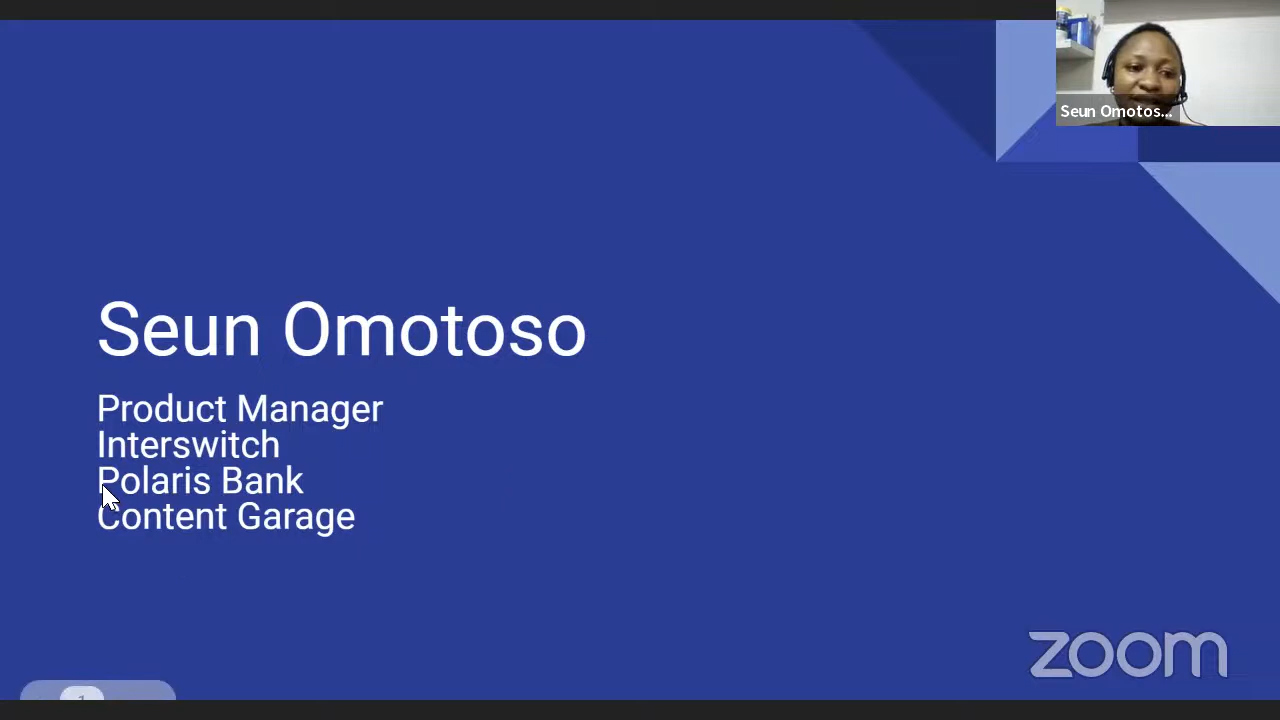 Seun Omotos...
Seun Omotoso
Product Manager
Interswitch
Polaris Bank
Content Garage
zoom